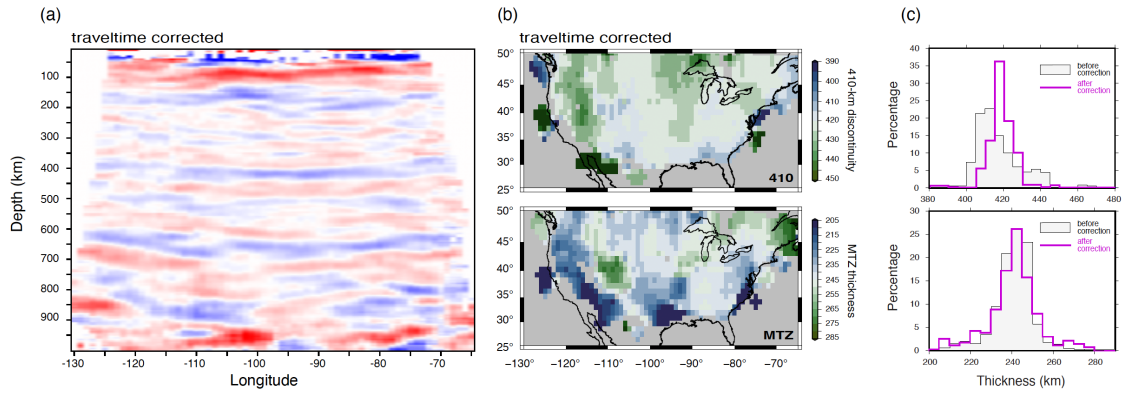 (a)
traveltime corrected
100
200
300
400
500
600
700
800
900
Depth (km)
-130 -120 -110 -100 -90 -80 -70
Longitude
(b)
traveltime corrected
50°
45°
40°
35°
30°
25°
410
390
400
410
420
430
440
450
410-km discontinuity
50°
45°
40°
35°
30°
25°
MTZ
−130° −120° −110° −100° −90° −80° −70°
205
215
225
235
245
255
265
275
285
MTZ thickness
(c)
40
35
30
25
20
15
10
5
0
Percentage
before
correction
after
correction
380 400 420 440 460 480
30
25
20
15
10
5
0
Percentage
before
correction
after
correction
200 220 240 260 280
Thickness (km)